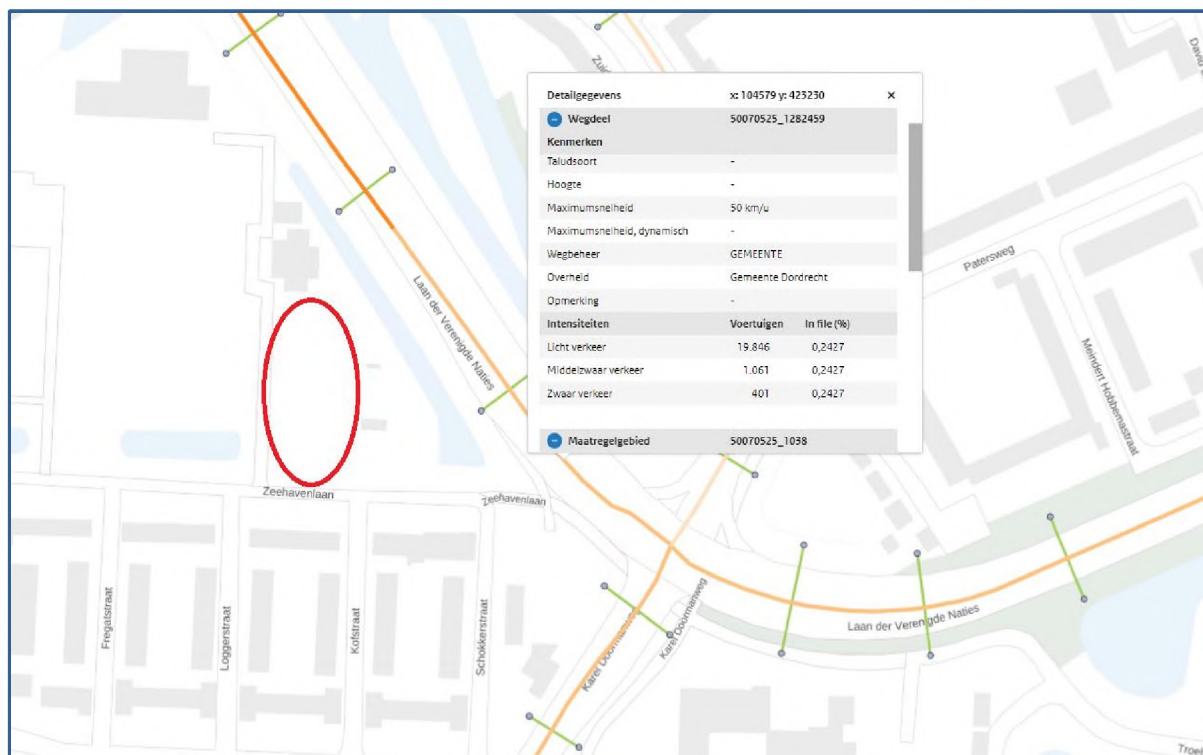 Zuid
David
Detailgegevens x: 104579 y: 423230 ×
Wegdeel 50070525_1282459
Kenmerken
Taludsoort -
Hoogte -
Maximumsnelheid 50 km/u
Maximumsnelheid, dynamisch -
Wegbeheer GEMEENTE
Overheid Gemeente Dordrecht
Opmerking -
Intensiteiten Voertuigen In file (%)
Licht verkeer 19.846 0,2427
Middelzwaar verkeer 1.061 0,2427
Zwaar verkeer 401 0,2427
Maatregelgebied 50070525_1038
Patersweg
Laan der Verenigde Naties
Meindert Hobbemastraat
Zeehavenlaan
Zeehavenlaan
Fregatstraat
Loggerstraat
Kofstraat
Schokkerstraat
Karel Doormanweg
Karel Doormanweg
Laan der Verenigde Naties